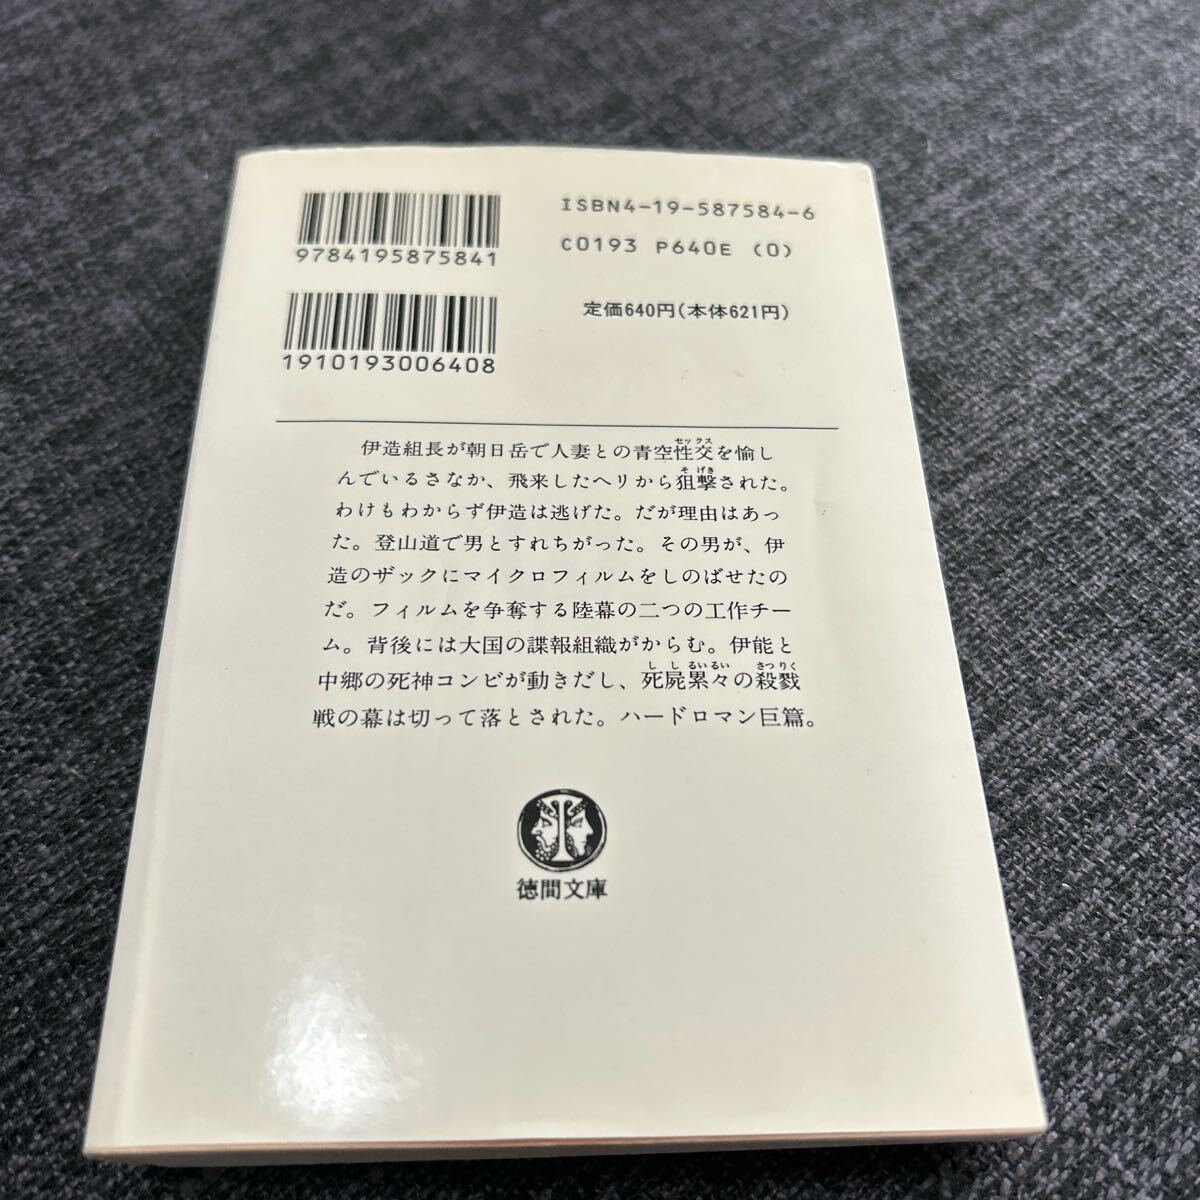 9784195875841
ISBN4-19-587584-6
C0193 P640E (0)
定価640円(本体621円)
1910193006408
伊造組長が朝日岳で人妻との青空性交を愉し
セックス
んでいるさなか、飛来したヘリから狙撃された。
そげき
わけもわからず伊造は逃げた。だが理由はあっ
た。登山道で男とすれちがった。その男が、伊
造のザックにマイクロフィルムをしのばせたの
だ。フィルムを争奪する陸幕の二つの工作チー
ム。背後には大国の諜報組織がからむ。伊能と
中郷の死神コンビが動きだし、死屍累々の殺戮
ししるいるい さつりく
戦の幕は切って落とされた。ハードロマン巨篇。
徳間文庫